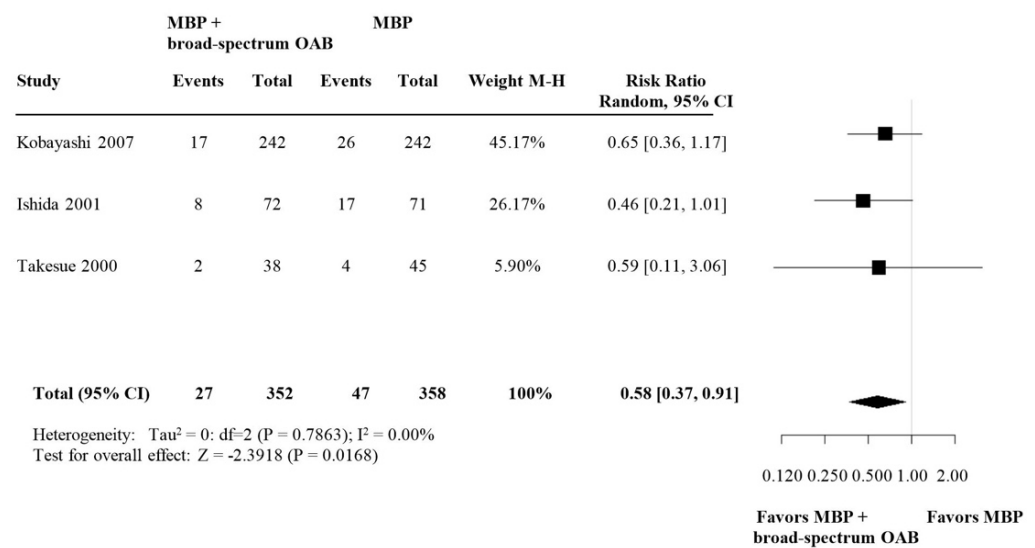 MBP + MBP
broad-spectrum OAB
Study Events Total Events Total Weight M-H Risk Ratio
Random, 95% CI
Kobayashi 2007 17 242 26 242 45.17% 0.65 [0.36, 1.17]
Ishida 2001 8 72 17 71 26.17% 0.46 [0.21, 1.01]
Takesue 2000 2 38 4 45 5.90% 0.59 [0.11, 3.06]
Total (95% CI) 27 352 47 358 100% 0.58 [0.37, 0.91]
Heterogeneity: Tau² = 0: df=2 (P = 0.7863); I² = 0.00%
Test for overall effect: Z = -2.3918 (P = 0.0168)
0.120 0.250 0.500 1.00 2.00
Favors MBP + Favors MBP
broad-spectrum OAB